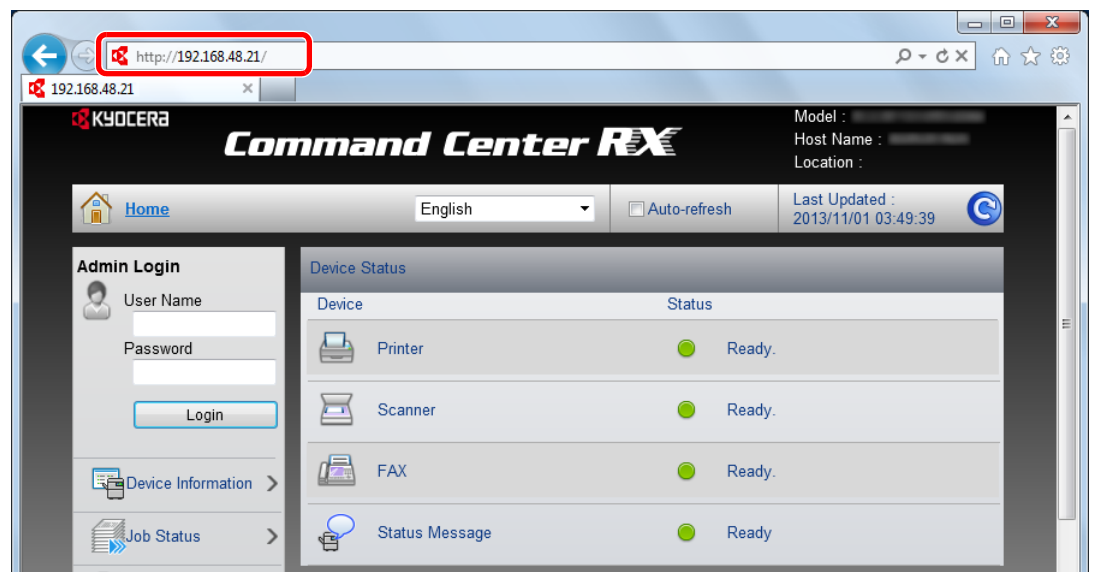 http://192.168.48.21/
192.168.48.21
KYOCERA
Command Center RX
Model :
Host Name :
Location :
Home
English
Auto-refresh
Last Updated :
2013/11/01 03:49:39
Admin Login
User Name
Password
Login
Device Information
Job Status
Device Status
Device Status
Printer Ready.
Scanner Ready.
FAX Ready.
Status Message Ready